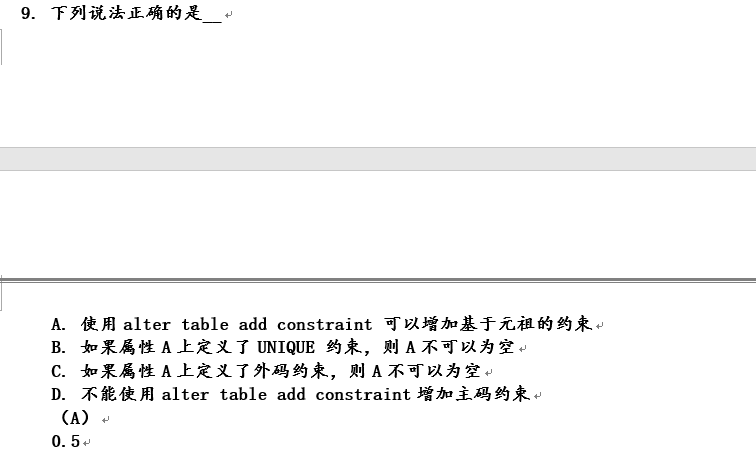 9. 下列说法正确的是__
A. 使用 alter table add constraint 可以增加基于元祖的约束
B. 如果属性 A 上定义了 UNIQUE 约束，则 A 不可以为空
C. 如果属性 A 上定义了外码约束，则 A 不可以为空
D. 不能使用 alter table add constraint 增加主码约束
（A）
0.5